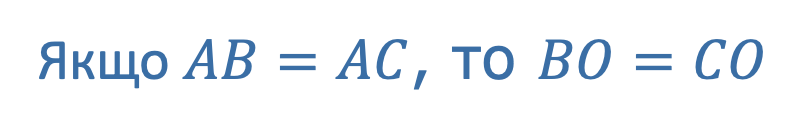 Якщо AB = AC, то BO = CO